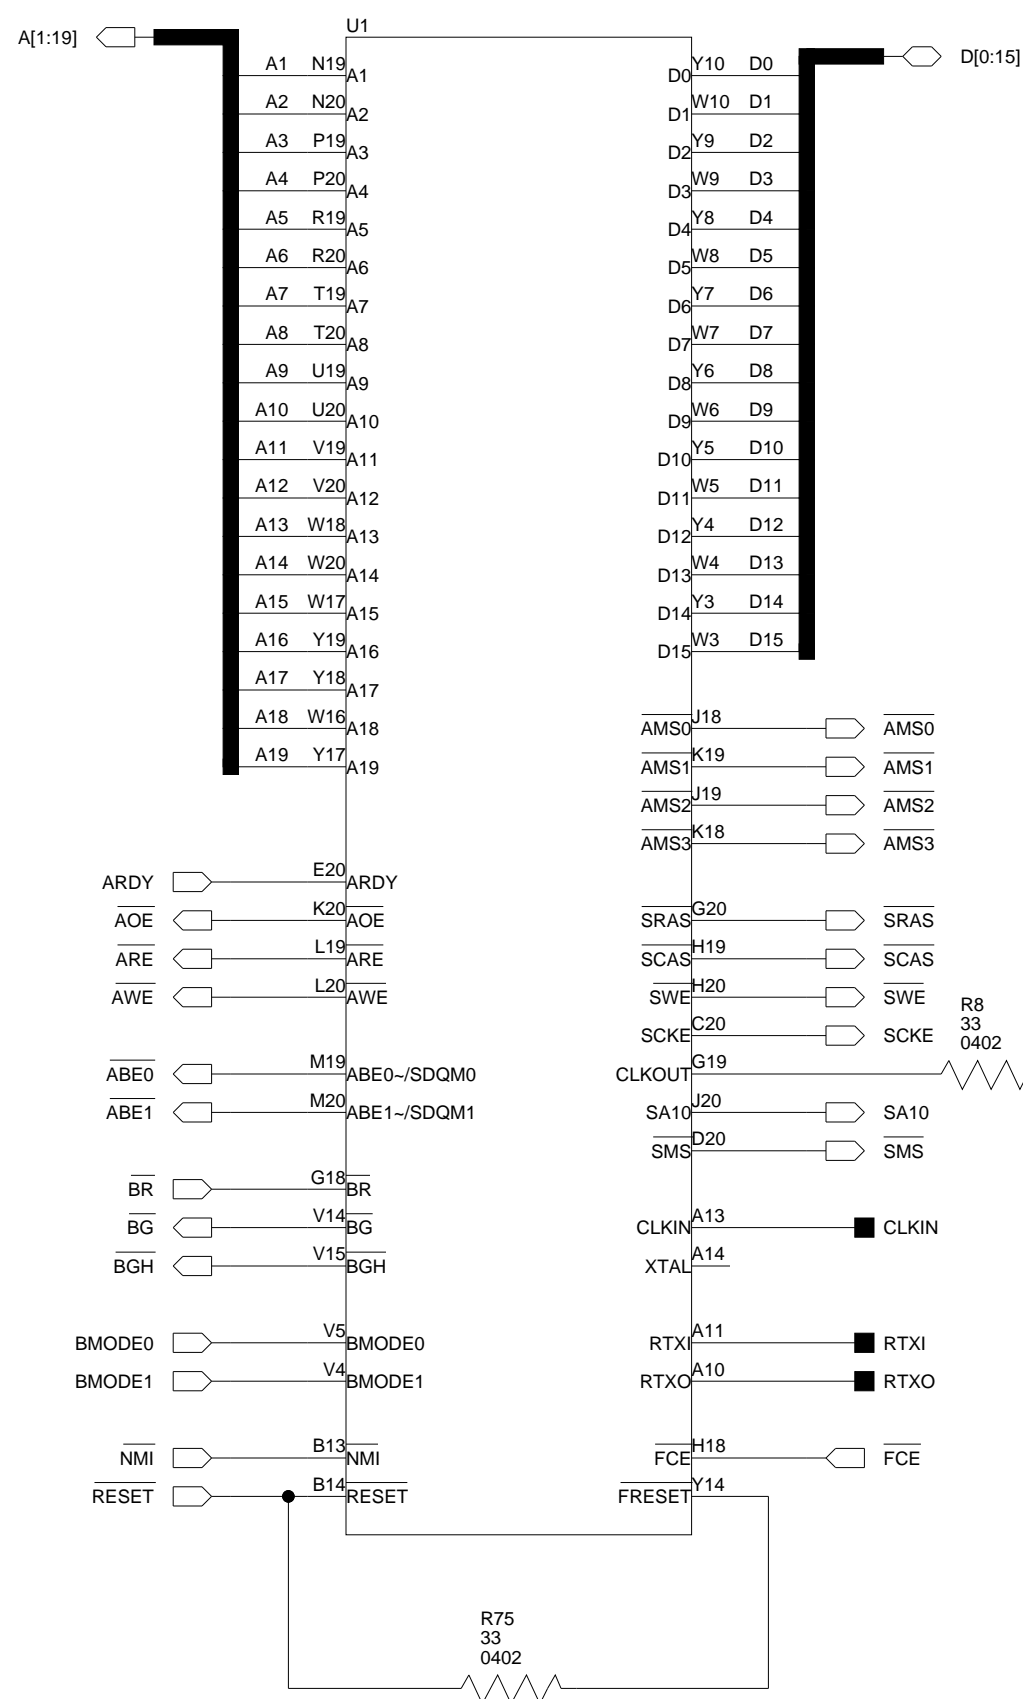 U1
A[1:19]
D[0:15]
A1 N19 A1
D0 Y10 D0
A2 N20 A2
D1 W10 D1
A3 P19 A3
D2 Y9 D2
A4 P20 A4
D3 W9 D3
A5 R19 A5
D4 Y8 D4
A6 R20 A6
D5 W8 D5
A7 T19 A7
D6 Y7 D6
A8 T20 A8
D7 W7 D7
A9 U19 A9
D8 Y6 D8
A10 U20 A10
D9 W6 D9
A11 V19 A11
D10 Y5 D10
A12 V20 A12
D11 W5 D11
A13 W18 A13
D12 Y4 D12
A14 W20 A14
D13 W4 D13
A15 W17 A15
D14 Y3 D14
A16 Y19 A16
D15 W3 D15
A17 Y18 A17
A18 W16 A18
AMS0 J18 AMS0
A19 Y17 A19
AMS1 K19 AMS1
AMS2 J19 AMS2
AMS3 K18 AMS3
ARDY E20 ARDY
AOE K20 AOE
SRAS G20 SRAS
ARE L19 ARE
SCAS H19 SCAS
AWE L20 AWE
SWE H20 SWE
R8
33
0402
SCKE C20 SCKE
ABE0 M19 ABE0~/SDQM0
CLKOUT G19
ABE1 M20 ABE1~/SDQM1
SA10 J20 SA10
SMS D20 SMS
BR G18 BR
BG V14 BG
CLKIN A13 CLKIN
BGH V15 BGH
XTAL A14
BMODE0 V5 BMODE0
RTXI A11 RTXI
BMODE1 V4 BMODE1
RTXO A10 RTXO
NMI B13 NMI
FCE H18 FCE
RESET B14 RESET
FRESET Y14
R75
33
0402